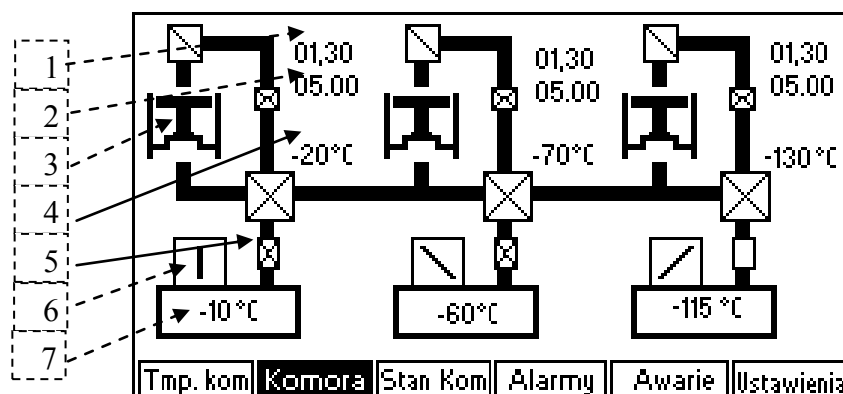 1
2
3
4
5
6
7
01,30
05.00
-20°C
01,30
05.00
-70°C
01,30
05.00
-130°C
-10°C
-60°C
-115 °C
Tmp. kom Komora Stan Kom Alarmy Awarie Ustawienia